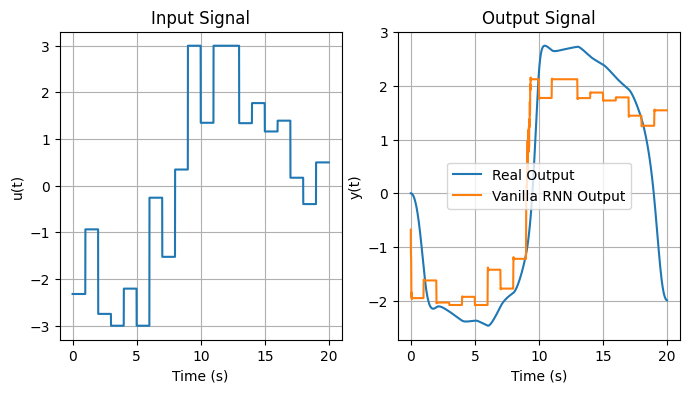 Input Signal
3
2
1
0
−1
−2
−3
u(t)
0
5
10
15
20
Time (s)
Output Signal
3
2
1
0
−1
−2
y(t)
Real Output
Vanilla RNN Output
0
5
10
15
20
Time (s)